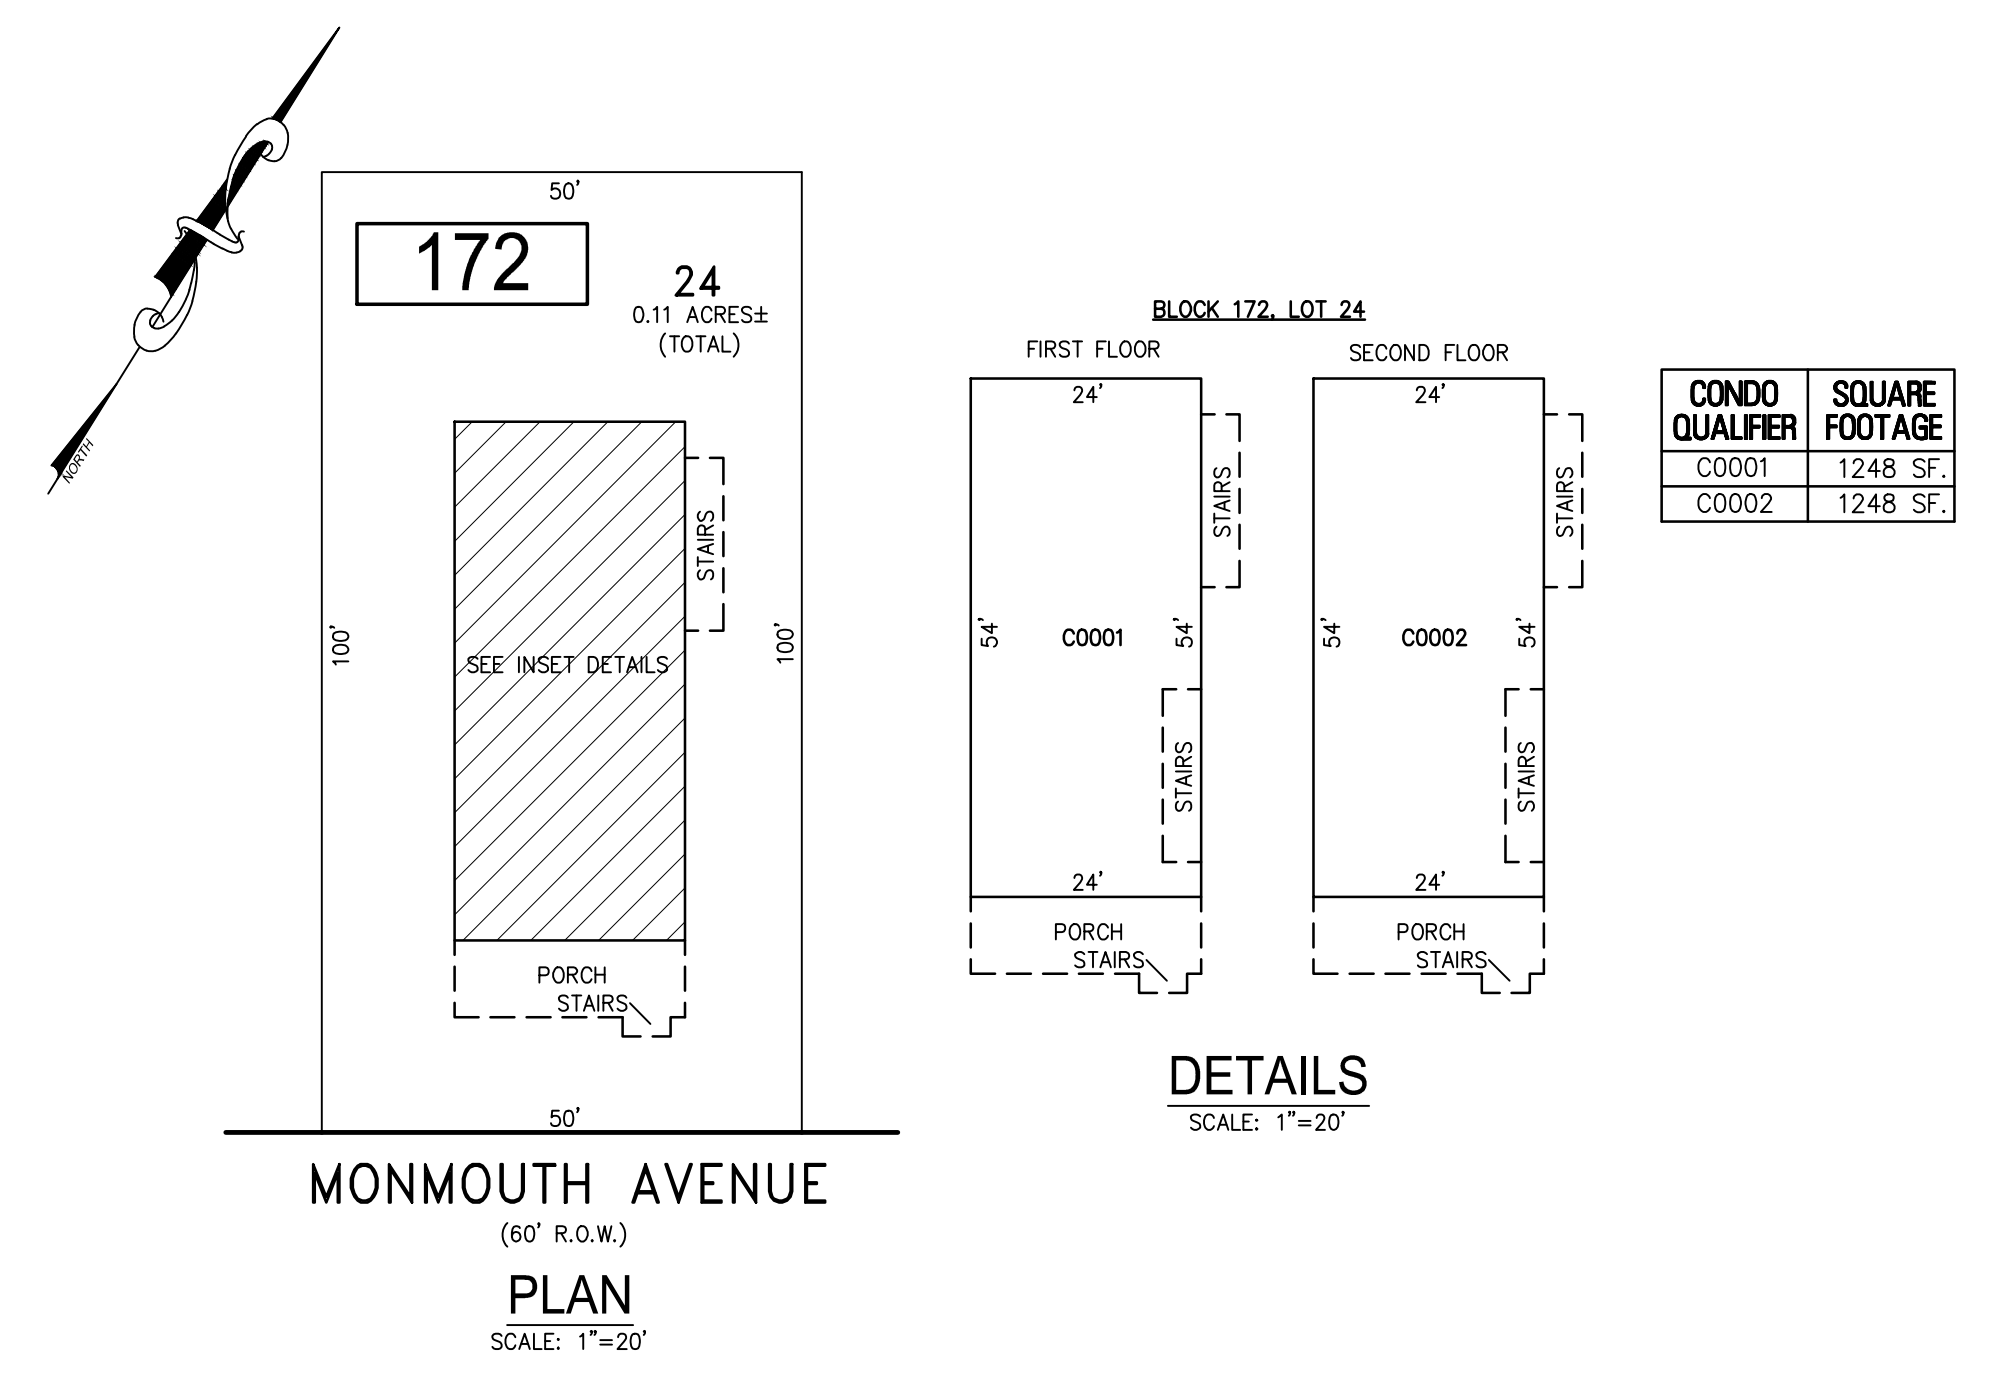 NORTH
50'
172
24
0.11 ACRES±
(TOTAL)
100'
100'
STAIRS
SEE INSET DETAILS
PORCH
STAIRS
50'
MONMOUTH AVENUE
(60' R.O.W.)
PLAN
SCALE: 1"=20'
BLOCK 172, LOT 24
FIRST FLOOR
24'
STAIRS
54'
C0001
54'
STAIRS
24'
PORCH
STAIRS
SECOND FLOOR
24'
STAIRS
54'
C0002
54'
STAIRS
24'
PORCH
STAIRS
DETAILS
SCALE: 1"=20'
CONDO QUALIFIER SQUARE FOOTAGE
C0001 1248 SF.
C0002 1248 SF.